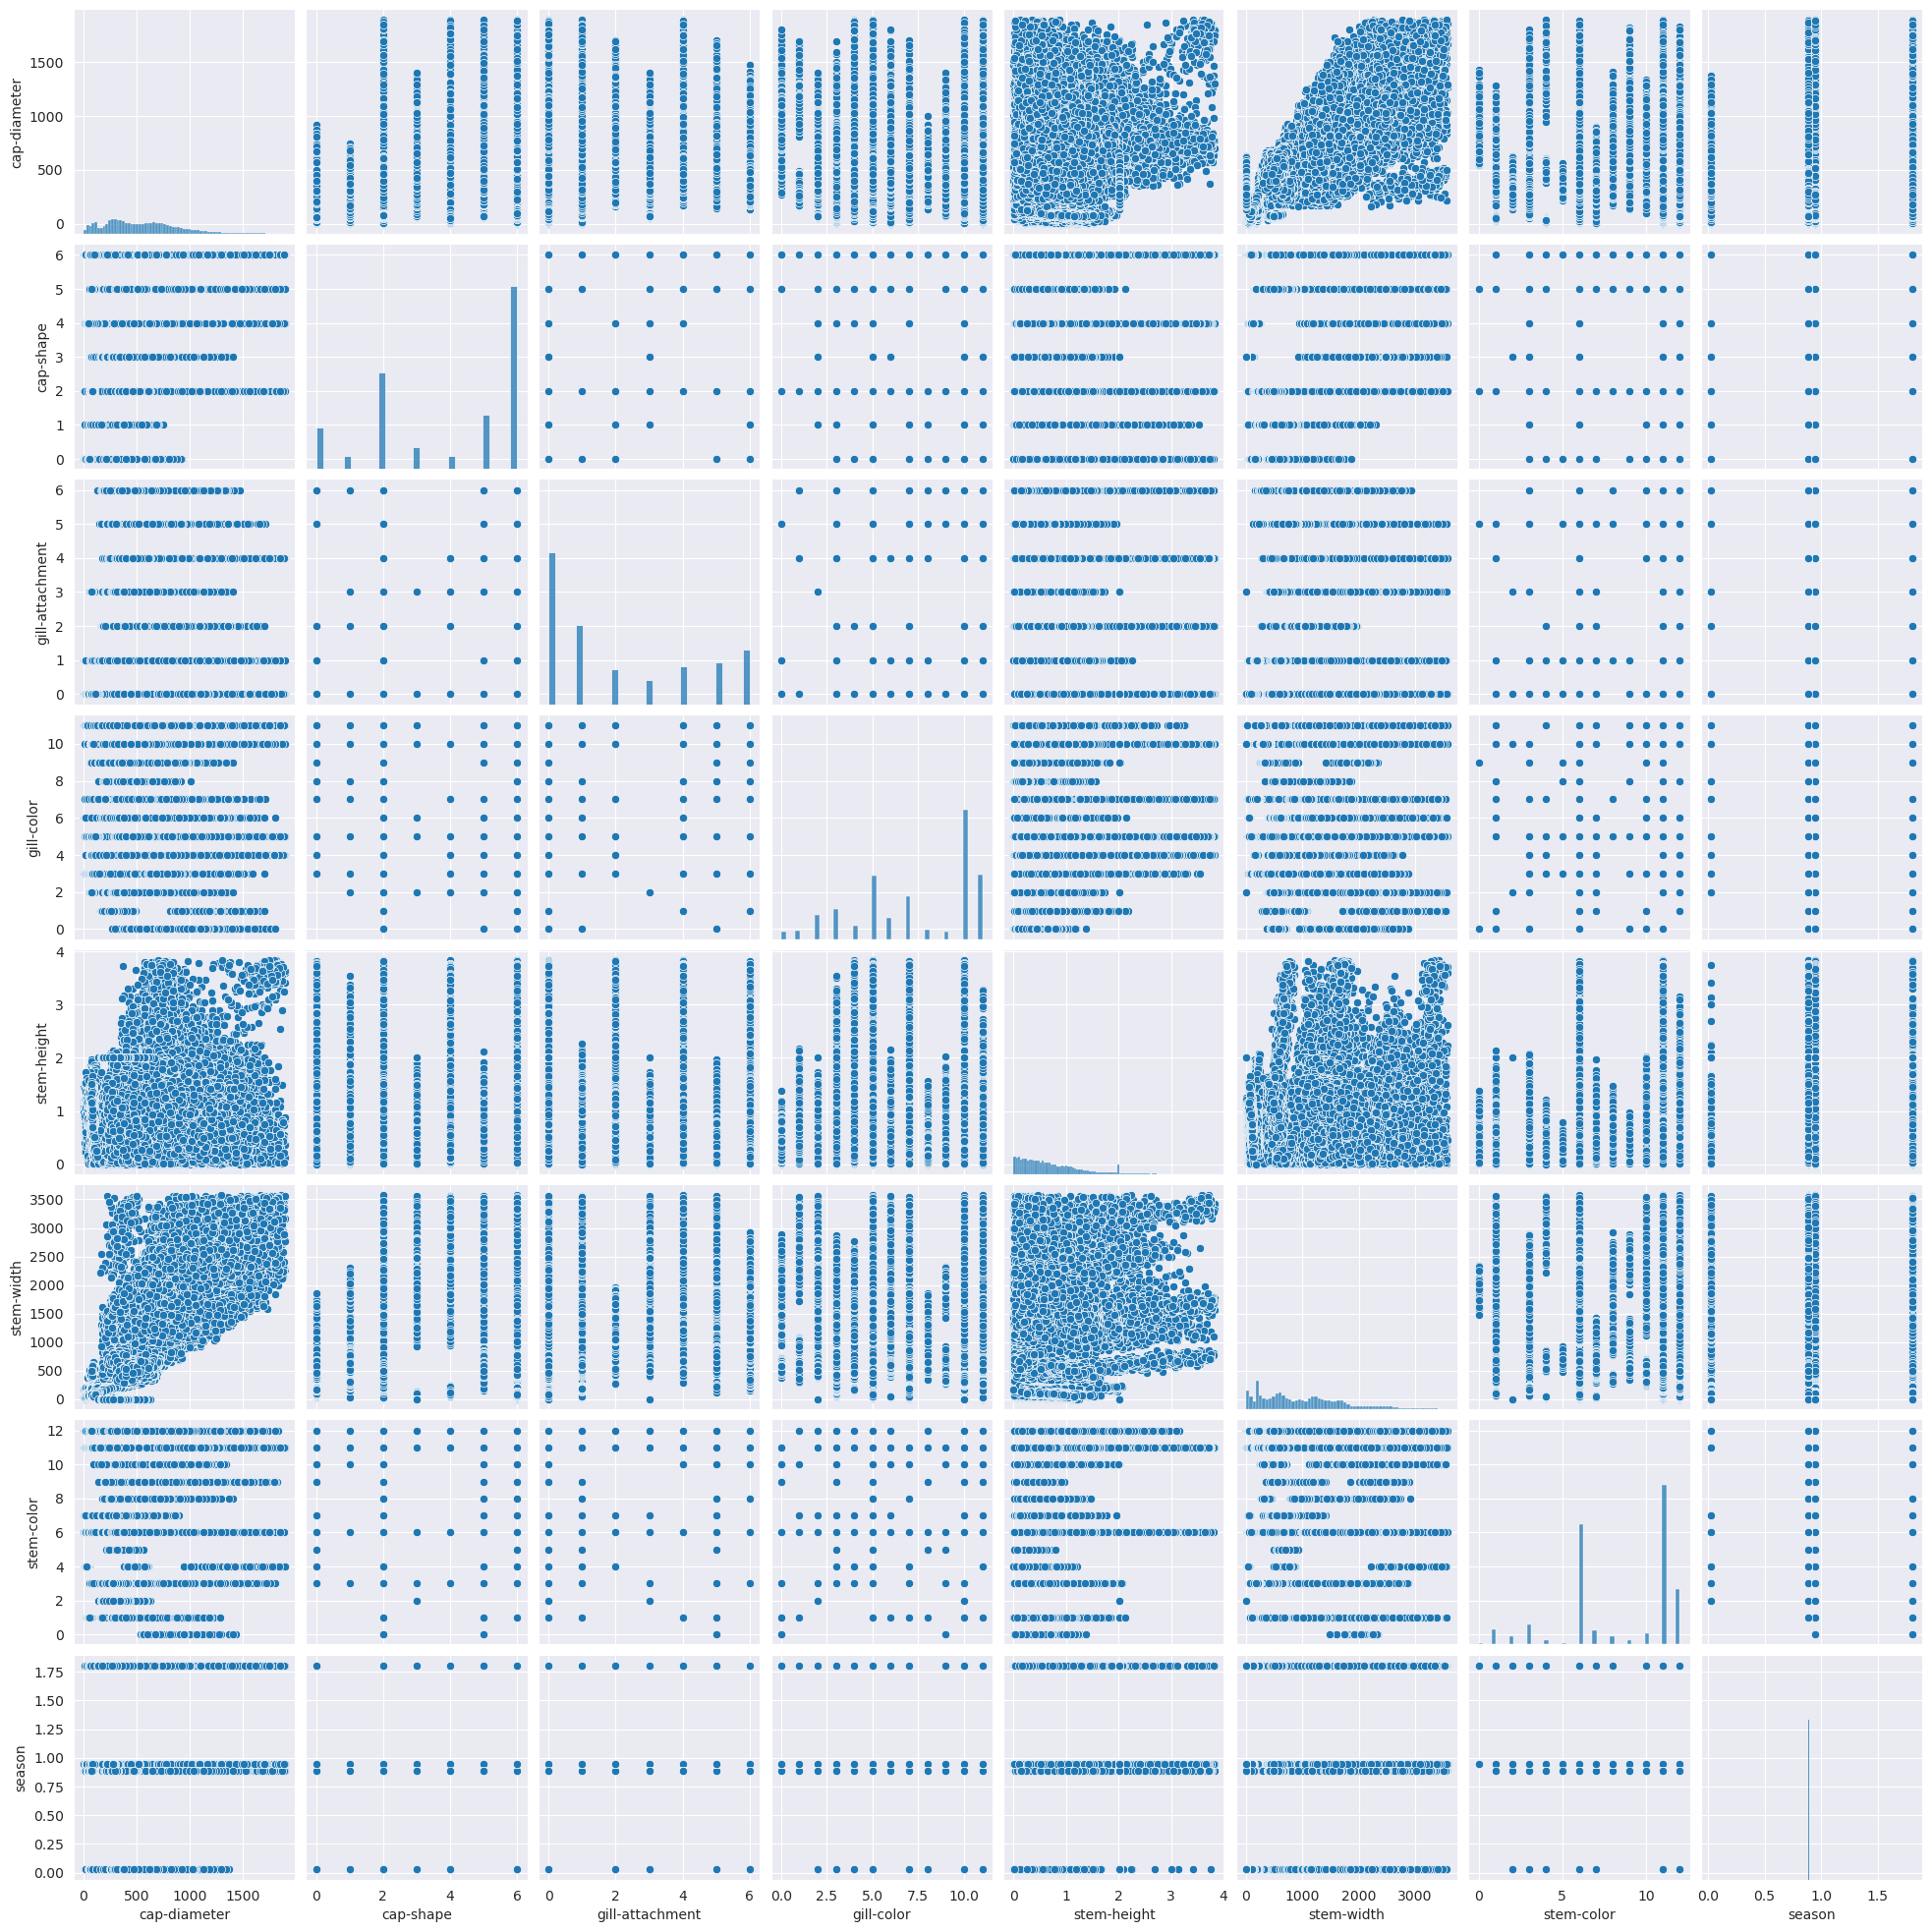 cap-diameter
1500
1000
500
0
cap-shape
6
5
4
3
2
1
0
gill-attachment
6
5
4
3
2
1
0
gill-color
10
8
6
4
2
0
stem-height
4
3
2
1
0
stem-width
3500
3000
2500
2000
1500
1000
500
0
stem-color
12
10
8
6
4
2
0
season
1.75
1.50
1.25
1.00
0.75
0.50
0.25
0.00
0 500 1000 1500
0 2 4 6
0 2 4 6
0.0 2.5 5.0 7.5 10.0
0 1 2 3 4
0 1000 2000 3000
0 5 10
0.0 0.5 1.0 1.5
cap-diameter
cap-shape
gill-attachment
gill-color
stem-height
stem-width
stem-color
season